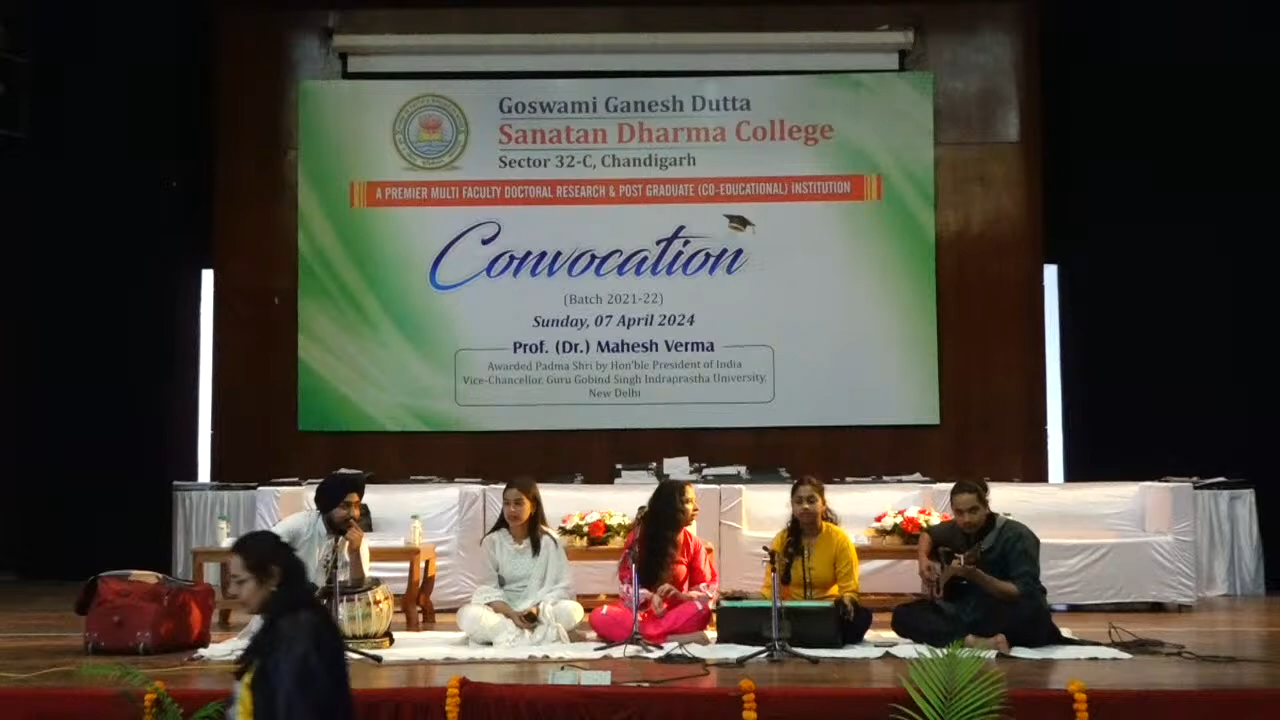 Goswami Ganesh Dutta
Sanatan Dharma College
Sector 32-C, Chandigarh
A PREMIER MULTI FACULTY DOCTORAL RESEARCH & POST GRADUATE (CO-EDUCATIONAL) INSTITUTION
Convocation
(Batch 2021-22)
Sunday, 07 April 2024
Prof. (Dr.) Mahesh Verma
Awarded Padma Shri by Hon'ble President of India
Vice-Chancellor, Guru Gobind Singh Indraprastha University,
New Delhi